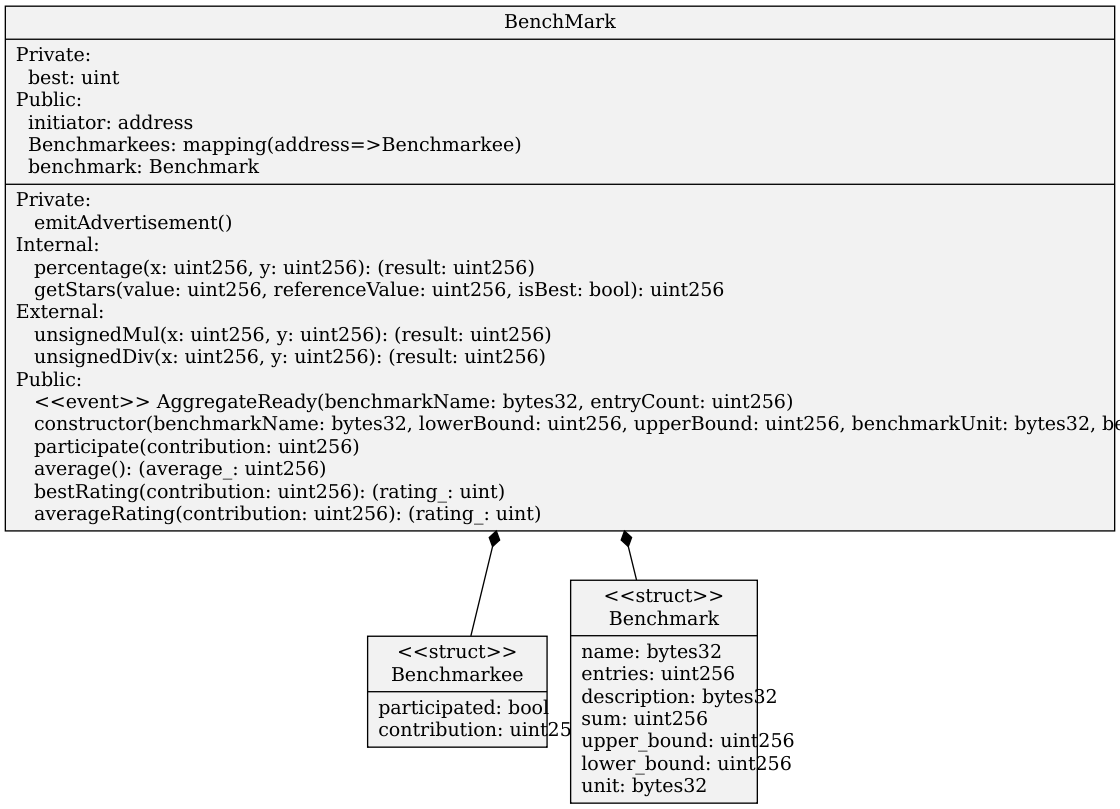 BenchMark
Private:
best: uint
Public:
initiator: address
Benchmarkees: mapping(address=>Benchmarkee)
benchmark: Benchmark
Private:
emitAdvertisement()
Internal:
percentage(x: uint256, y: uint256): (result: uint256)
getStars(value: uint256, referenceValue: uint256, isBest: bool): uint256
External:
unsignedMul(x: uint256, y: uint256): (result: uint256)
unsignedDiv(x: uint256, y: uint256): (result: uint256)
Public:
<<event>> AggregateReady(benchmarkName: bytes32, entryCount: uint256)
constructor(benchmarkName: bytes32, lowerBound: uint256, upperBound: uint256, benchmarkUnit: bytes32,
participate(contribution: uint256)
average(): (average_: uint256)
bestRating(contribution: uint256): (rating_: uint)
averageRating(contribution: uint256): (rating_: uint)
<<struct>>
Benchmarkee
participated: bool
contribution: uint25
<<struct>>
Benchmark
name: bytes32
entries: uint256
description: bytes32
sum: uint256
upper_bound: uint256
lower_bound: uint256
unit: bytes32